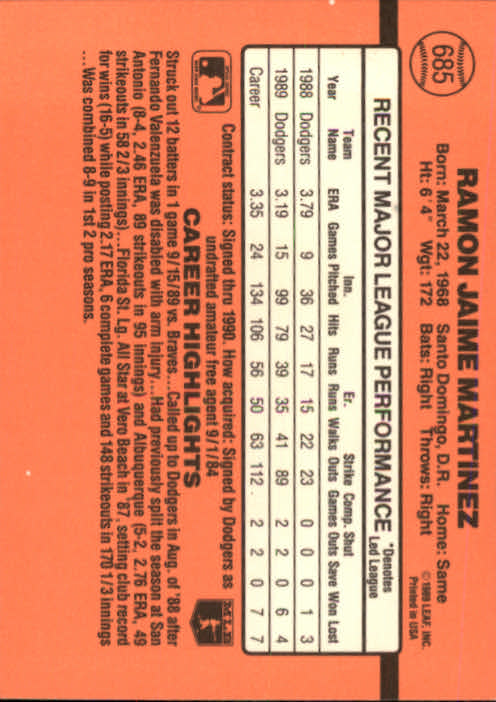 685
RAMON JAIME MARTINEZ
Born: March 22, 1968 Santo Domingo, D.R. Home: Same
Ht: 6' 4" Wgt: 172 Bats: Right Throws: Right
© 1989 LEAF, INC.
Printed in USA
RECENT MAJOR LEAGUE PERFORMANCE *Denotes Led League
Team Inn. Er. Strike Comp. Shut
Year Name ERA Games Pitched Hits Runs Runs Walks Outs Games Outs Save Won Lost
1988 Dodgers 3.79 9 36 27 17 15 22 23 0 0 0 1 3
1989 Dodgers 3.19 15 99 79 39 35 41 89 2 2 0 6 4
Career 3.35 24 134 106 56 50 63 112 2 2 0 7 7
Contract status: Signed thru 1990. How acquired: Signed by Dodgers as
undrafted amateur free agent 9/1/84
MLB
CAREER HIGHLIGHTS
Struck out 12 batters in 1 game 9/15/89 vs. Braves...Called up to Dodgers in Aug. of '88 after
Fernando Valenzuela was disabled with arm injury...Had previously split the season at San
Antonio (8-4, 2.46 ERA, 89 strikeouts in 95 innings) and Albuquerque (5-2, 2.76 ERA, 49
strikeouts in 58 2/3 innings)...Florida St. Lg. All Star at Vero Beach in '87, setting club record
for wins (16-5) while posting 2.17 ERA, 6 complete games and 148 strikeouts in 170 1/3 innings
...Was combined 8-9 in 1st 2 pro seasons.